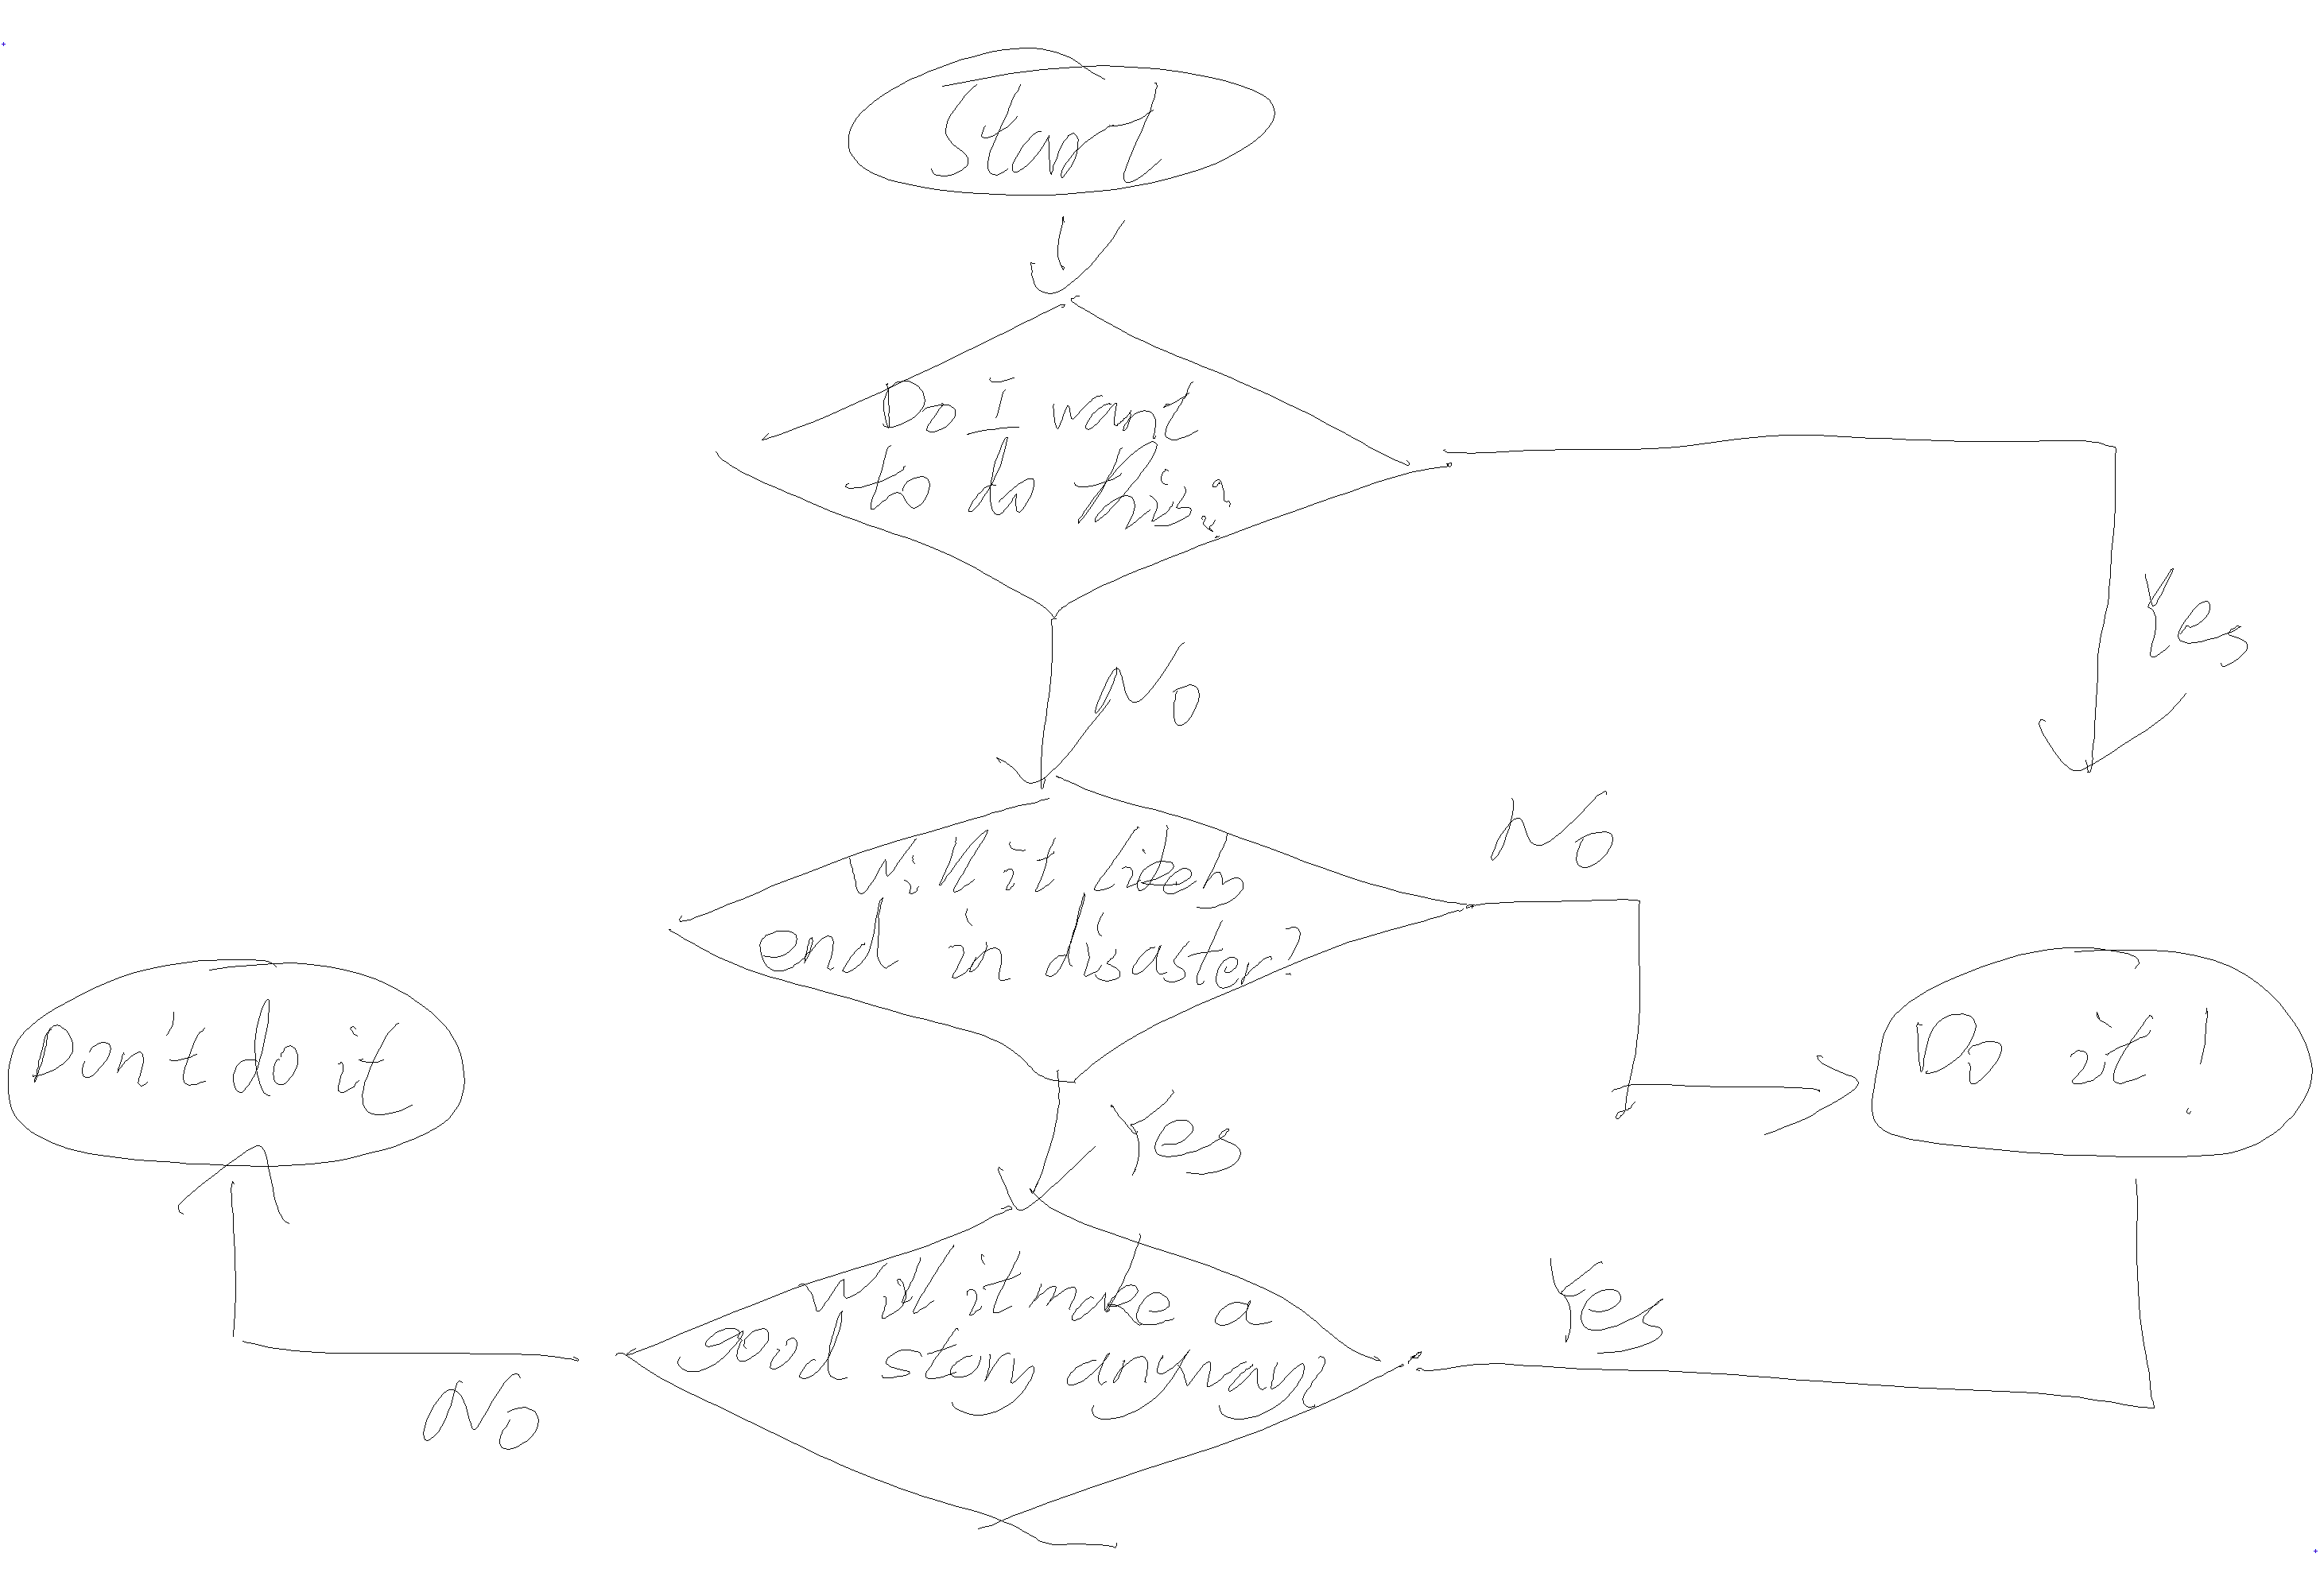 Start
Do I want
to do this?
Yes
No
No
Will it likely
end in disaster?
Don't do it
Do it!
Yes
Will it make a
good story anyway?
Yes
No